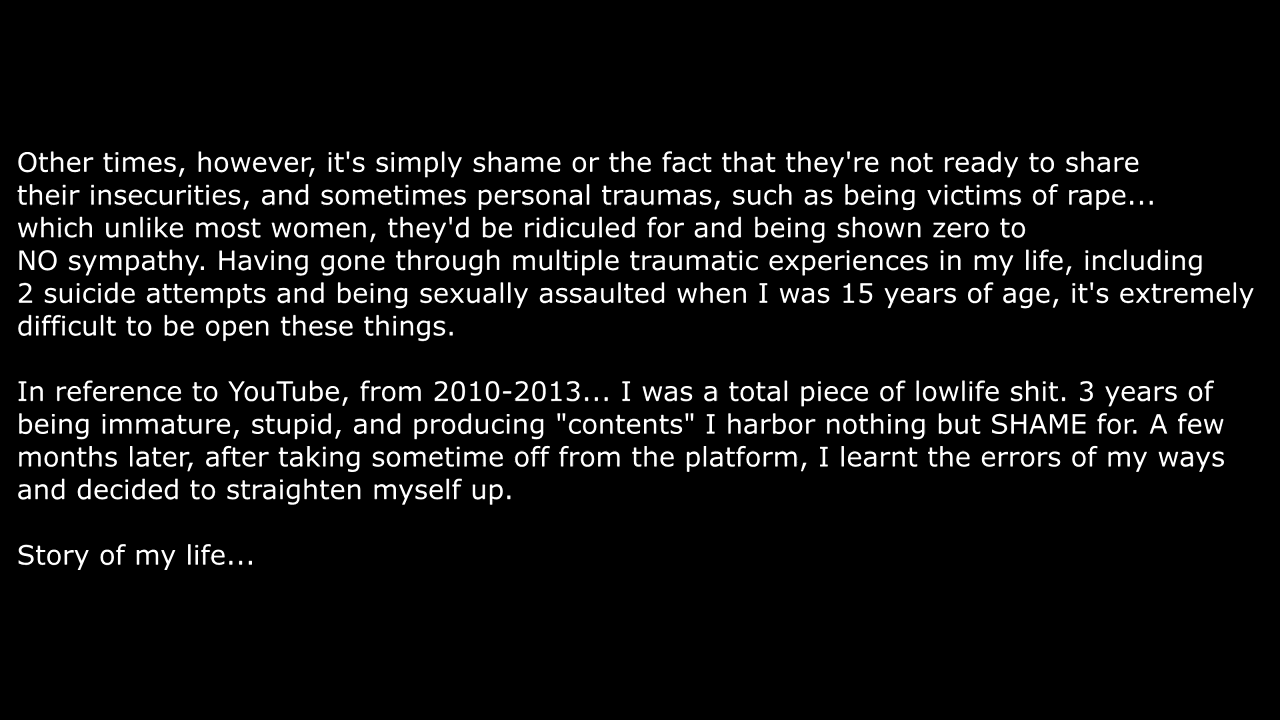 Other times, however, it's simply shame or the fact that they're not ready to share
their insecurities, and sometimes personal traumas, such as being victims of rape...
which unlike most women, they'd be ridiculed for and being shown zero to
NO sympathy. Having gone through multiple traumatic experiences in my life, including
2 suicide attempts and being sexually assaulted when I was 15 years of age, it's extremely
difficult to be open these things.
In reference to YouTube, from 2010-2013... I was a total piece of lowlife shit. 3 years of
being immature, stupid, and producing "contents" I harbor nothing but SHAME for. A few
months later, after taking sometime off from the platform, I learnt the errors of my ways
and decided to straighten myself up.
Story of my life...